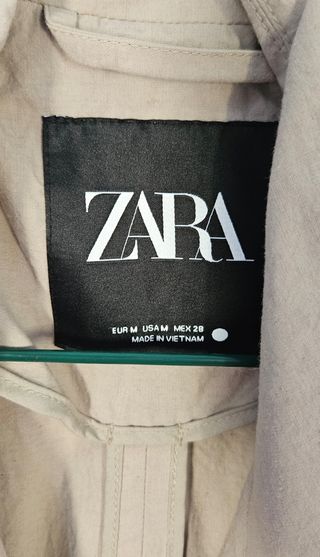 ZARA
EUR M USA M MEX 28
MADE IN VIETNAM